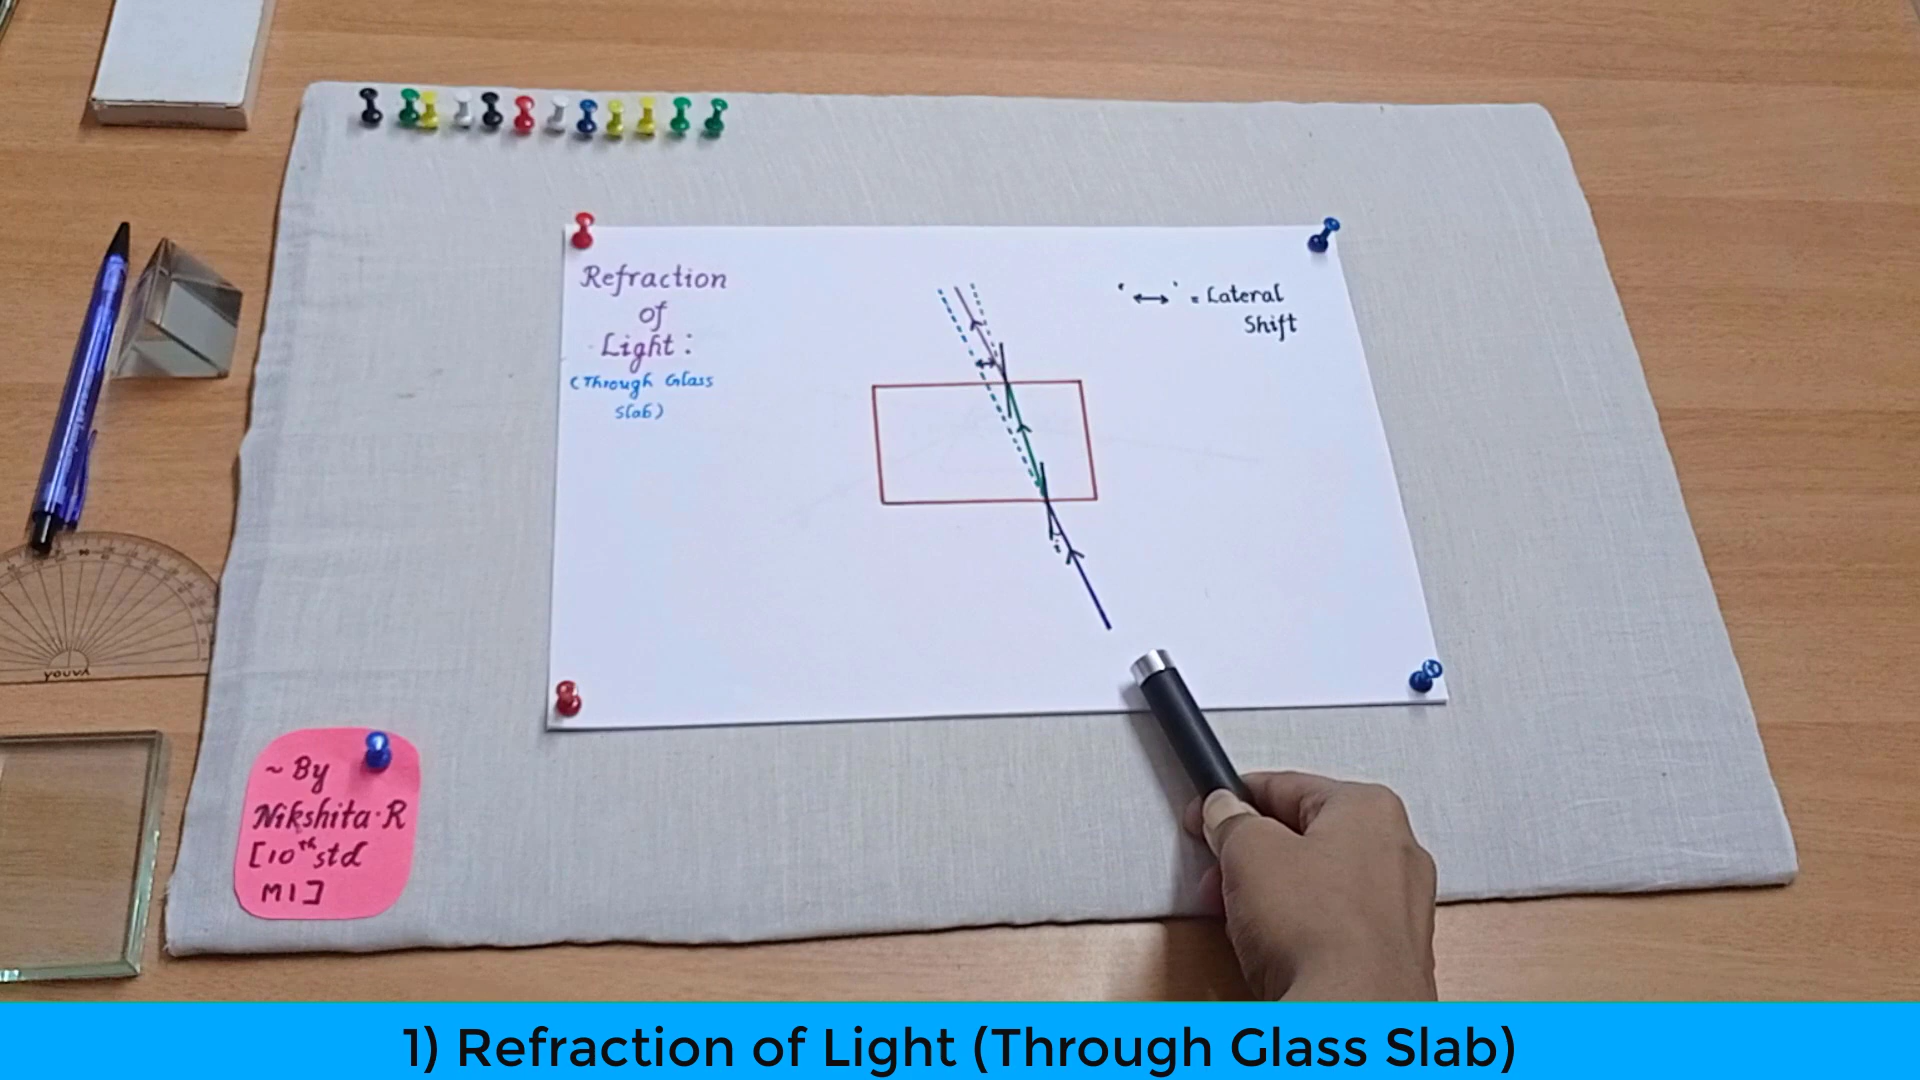 Refraction
of
Light:
(Through Glass
Slab)
' ↔ ' = Lateral
Shift
i
youva
~ By
Nikshita.R
[10th std
M1]
1) Refraction of Light (Through Glass Slab)